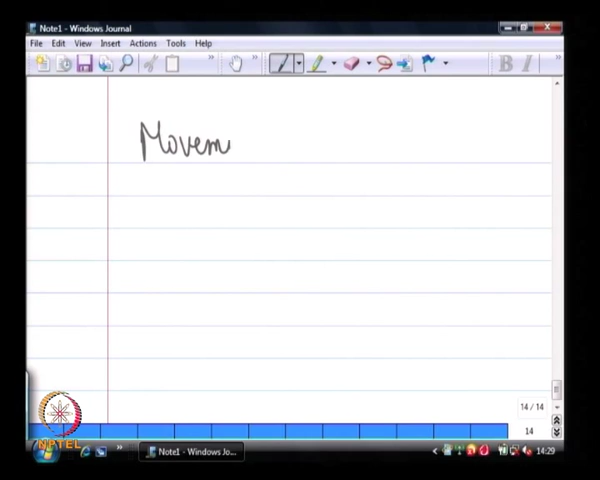 Note1 - Windows Journal
File Edit View Insert Actions Tools Help
B I
Movem
14 / 14
14
NPTEL
Note1 - Windows Jo...
14:29